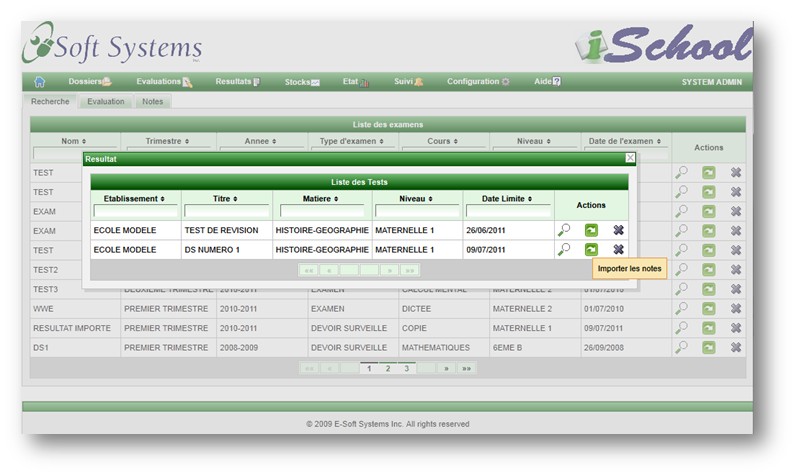 eSoft Systems Inc.
iSchool
Dossiers Evaluations Resultats Stocks Etat Suivi Configuration Aide SYSTEM ADMIN
Recherche Evaluation Notes
Liste des examens
Nom Trimestre Annee Type d'examen Cours Niveau Date de l'examen Actions
Resultat
Liste des Tests
Etablissement Titre Matiere Niveau Date Limite Actions
ECOLE MODELE TEST DE REVISION HISTOIRE-GEOGRAPHIE MATERNELLE 1 26/06/2011
ECOLE MODELE DS NUMERO 1 HISTOIRE-GEOGRAPHIE MATERNELLE 1 09/07/2011
«« « » »»
Importer les notes
TEST
TEST
EXAM
EXAM
TEST
TEST2
TEST3 DEUXIEME TRIMESTRE 2010-2011 EXAMEN CALCUL MENTAL MATERNELLE 2 01/07/2010
WWE PREMIER TRIMESTRE 2010-2011 EXAMEN DICTEE MATERNELLE 2 01/07/2010
RESULTAT IMPORTE PREMIER TRIMESTRE 2010-2011 DEVOIR SURVEILLE COPIE MATERNELLE 1 09/07/2011
DS1 PREMIER TRIMESTRE 2008-2009 DEVOIR SURVEILLE MATHEMATIQUES 6EME B 26/09/2008
«« « 1 2 3 » »»
© 2009 E-Soft Systems Inc. All rights reserved